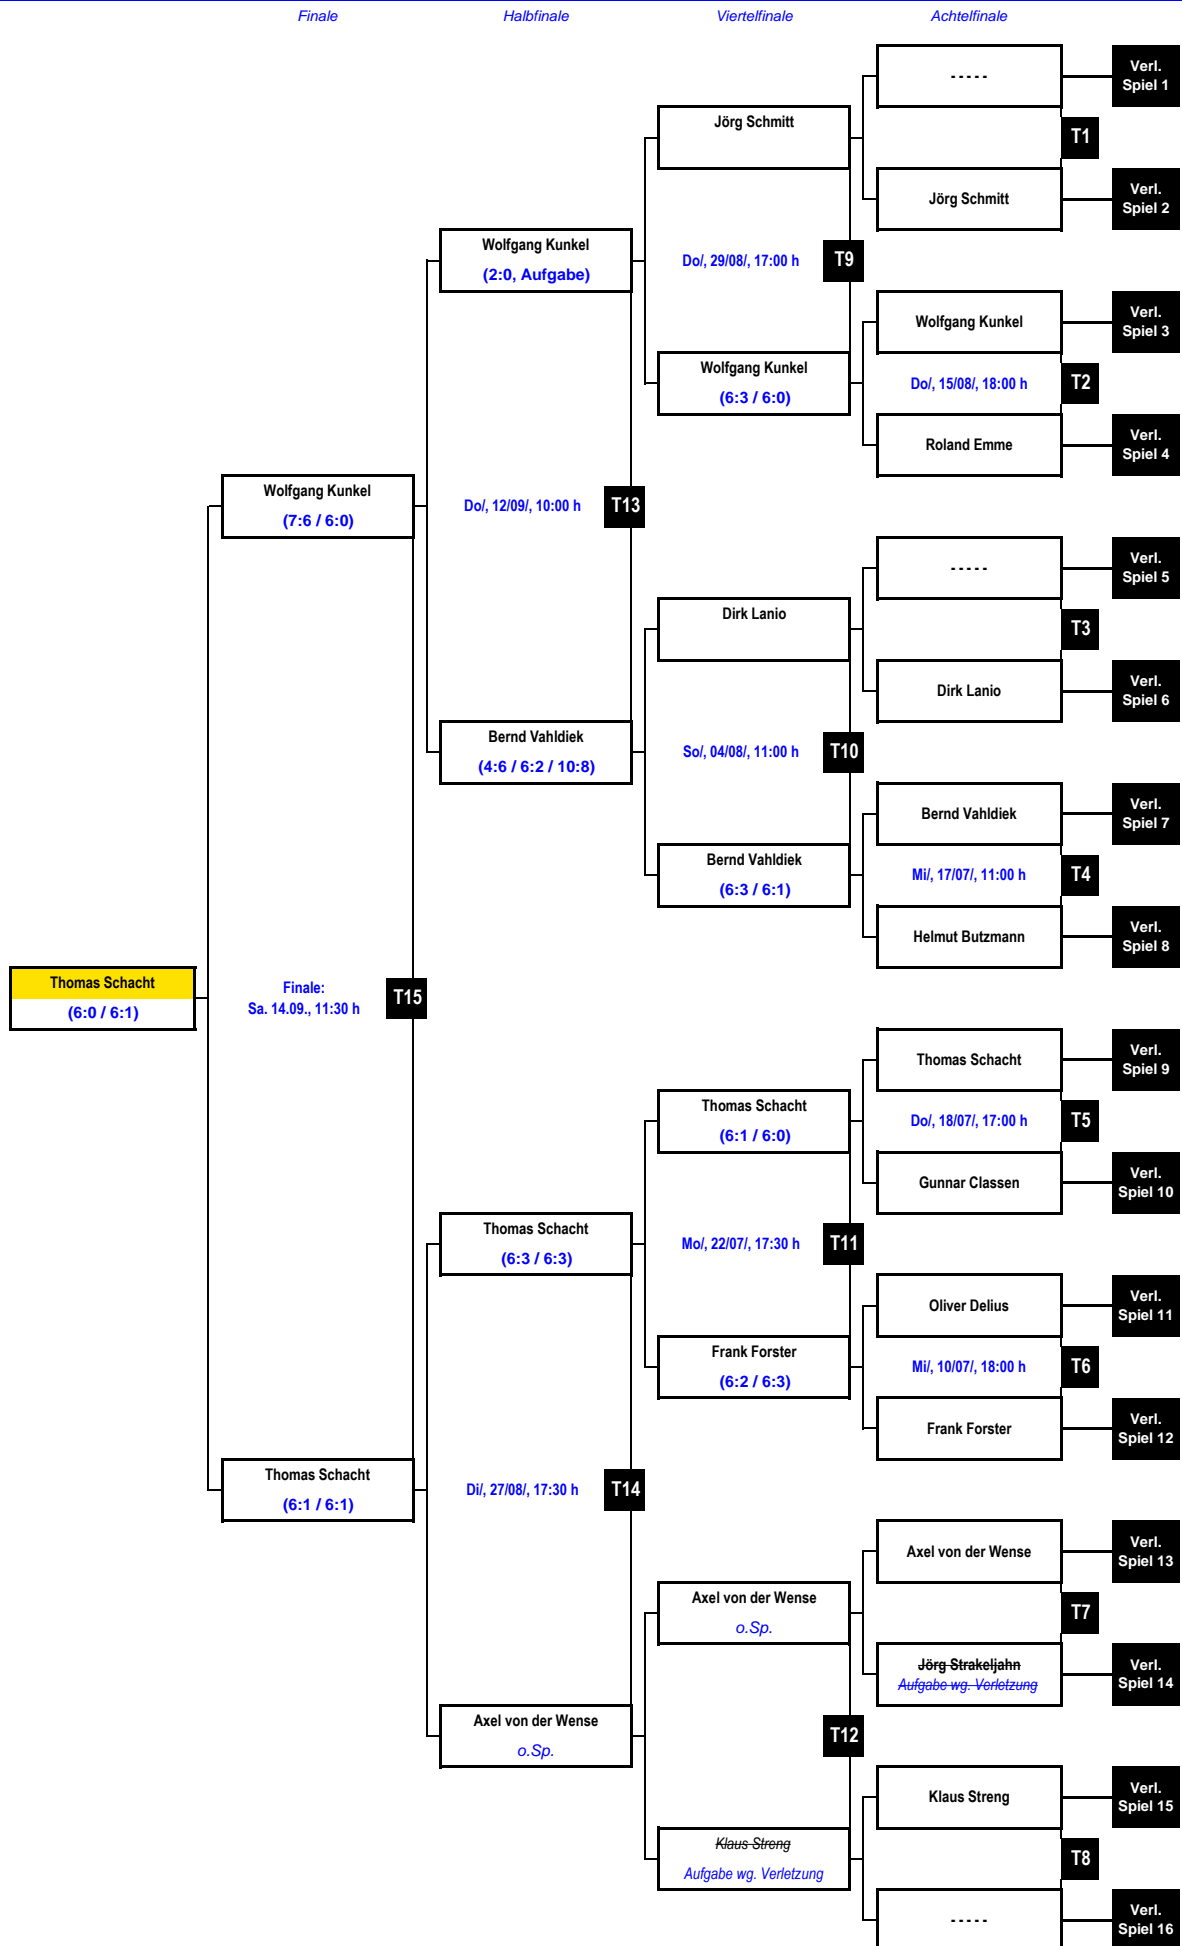 Finale Halbfinale Viertelfinale Achtelfinale
- - - - -
Verl.
Spiel 1
Jörg Schmitt
T1
Jörg Schmitt
Verl.
Spiel 2
Wolfgang Kunkel
(2:0, Aufgabe)
Do/, 29/08/, 17:00 h
T9
Wolfgang Kunkel
Verl.
Spiel 3
Wolfgang Kunkel
(6:3 / 6:0)
Do/, 15/08/, 18:00 h
T2
Roland Emme
Verl.
Spiel 4
Wolfgang Kunkel
(7:6 / 6:0)
Do/, 12/09/, 10:00 h
T13
- - - - -
Verl.
Spiel 5
Dirk Lanio
T3
Dirk Lanio
Verl.
Spiel 6
Bernd Vahldiek
(4:6 / 6:2 / 10:8)
So/, 04/08/, 11:00 h
T10
Bernd Vahldiek
Verl.
Spiel 7
Bernd Vahldiek
(6:3 / 6:1)
Mi/, 17/07/, 11:00 h
T4
Helmut Butzmann
Verl.
Spiel 8
Thomas Schacht
(6:0 / 6:1)
Finale:
Sa. 14.09., 11:30 h
T15
Thomas Schacht
Verl.
Spiel 9
Thomas Schacht
(6:1 / 6:0)
Do/, 18/07/, 17:00 h
T5
Gunnar Classen
Verl.
Spiel 10
Thomas Schacht
(6:3 / 6:3)
Mo/, 22/07/, 17:30 h
T11
Oliver Delius
Verl.
Spiel 11
Frank Forster
(6:2 / 6:3)
Mi/, 10/07/, 18:00 h
T6
Frank Forster
Verl.
Spiel 12
Thomas Schacht
(6:1 / 6:1)
Di/, 27/08/, 17:30 h
T14
Axel von der Wense
Verl.
Spiel 13
Axel von der Wense
o.Sp.
T7
Jörg Strakeljahn
Aufgabe wg. Verletzung
Verl.
Spiel 14
Axel von der Wense
o.Sp.
T12
Klaus Streng
Verl.
Spiel 15
Klaus Streng
Aufgabe wg. Verletzung
T8
- - - - -
Verl.
Spiel 16